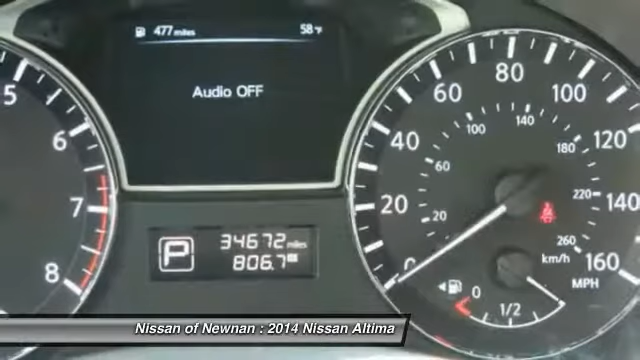 477 miles 58°F
Audio OFF
5
6
7
8
P
34672 miles
806.7
0 20 40 60 80 100 120 140 160
MPH
20 60 100 140 180 220 260
km/h
0 1/2
Nissan of Newnan : 2014 Nissan Altima